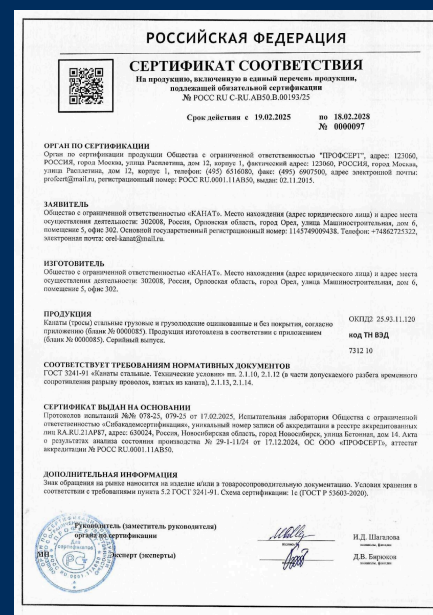 РОССИЙСКАЯ ФЕДЕРАЦИЯ
СЕРТИФИКАТ СООТВЕТСТВИЯ
На продукцию, включенную в единый перечень продукции,
подлежащей обязательной сертификации
№ РОСС RU C-RU.АБ50.В.00193/25
Срок действия с 19.02.2025 по 18.02.2028
№ 0000097
ОРГАН ПО СЕРТИФИКАЦИИ
Орган по сертификации продукции Общества с ограниченной ответственностью "ПРОФСЕРТ", адрес: 123060,
РОССИЯ, город Москва, улица Расплетина, дом 12, корпус 1, фактический адрес: 123060, РОССИЯ, город Москва,
улица Расплетина, дом 12, корпус 1, телефон: (495) 6516080, факс: (495) 6907500, адрес электронной почты:
profcert@mail.ru, регистрационный номер: РОСС RU.0001.11АВ50, выдан: 02.11.2015.
ЗАЯВИТЕЛЬ
Общество с ограниченной ответственностью «КАНАТ». Место нахождения (адрес юридического лица) и адрес места
осуществления деятельности: 302008, Россия, Орловская область, город Орел, улица Машиностроительная, дом 6,
помещение 5, офис 302. Основной государственный регистрационный номер: 1145749009438. Телефон: +74862725322,
электронная почта: orel-kanat@mail.ru.
ИЗГОТОВИТЕЛЬ
Общество с ограниченной ответственностью «КАНАТ». Место нахождения (адрес юридического лица) и адрес места
осуществления деятельности: 302008, Россия, Орловская область, город Орел, улица Машиностроительная, дом 6,
помещение 5, офис 302.
ПРОДУКЦИЯ
Канаты (тросы) стальные грузовые и грузолюдские оцинкованные и без покрытия, согласно
приложению (бланк № 0000085). Продукция изготовлена в соответствии с приложением
(бланк № 0000085). Серийный выпуск.
ОКПД2 25.93.11.120
код ТН ВЭД
7312 10
СООТВЕТСТВУЕТ ТРЕБОВАНИЯМ НОРМАТИВНЫХ ДОКУМЕНТОВ
ГОСТ 3241-91 «Канаты стальные. Технические условия» пп. 2.1.10, 2.1.12 (в части допускаемого разбега временного
сопротивления разрыву проволок, взятых из каната), 2.1.13, 2.1.14.
СЕРТИФИКАТ ВЫДАН НА ОСНОВАНИИ
Протоколов испытаний №№ 078-25, 079-25 от 17.02.2025, Испытательная лаборатория Общества с ограниченной
ответственностью «Сибакадемсертификация», уникальный номер записи об аккредитации в реестре аккредитованных
лиц RA.RU.21АР87, адрес: 630024, Россия, Новосибирская область, город Новосибирск, улица Бетонная, дом 14. Акта
о результатах анализа состояния производства № 29-1-11/24 от 17.12.2024, ОС ООО «ПРОФСЕРТ», аттестат
аккредитации № РОСС RU.0001.11АВ50.
ДОПОЛНИТЕЛЬНАЯ ИНФОРМАЦИЯ
Знак обращения на рынке наносится на изделие и/или в товаросопроводительную документацию. Условия хранения в
соответствии с требованиями пункта 5.2 ГОСТ 3241-91. Схема сертификации: 1с (ГОСТ Р 53603-2020).
Руководитель (заместитель руководителя)
органа по сертификации
И.Д. Шагалова
Эксперт (эксперты)
Д.В. Бирюков